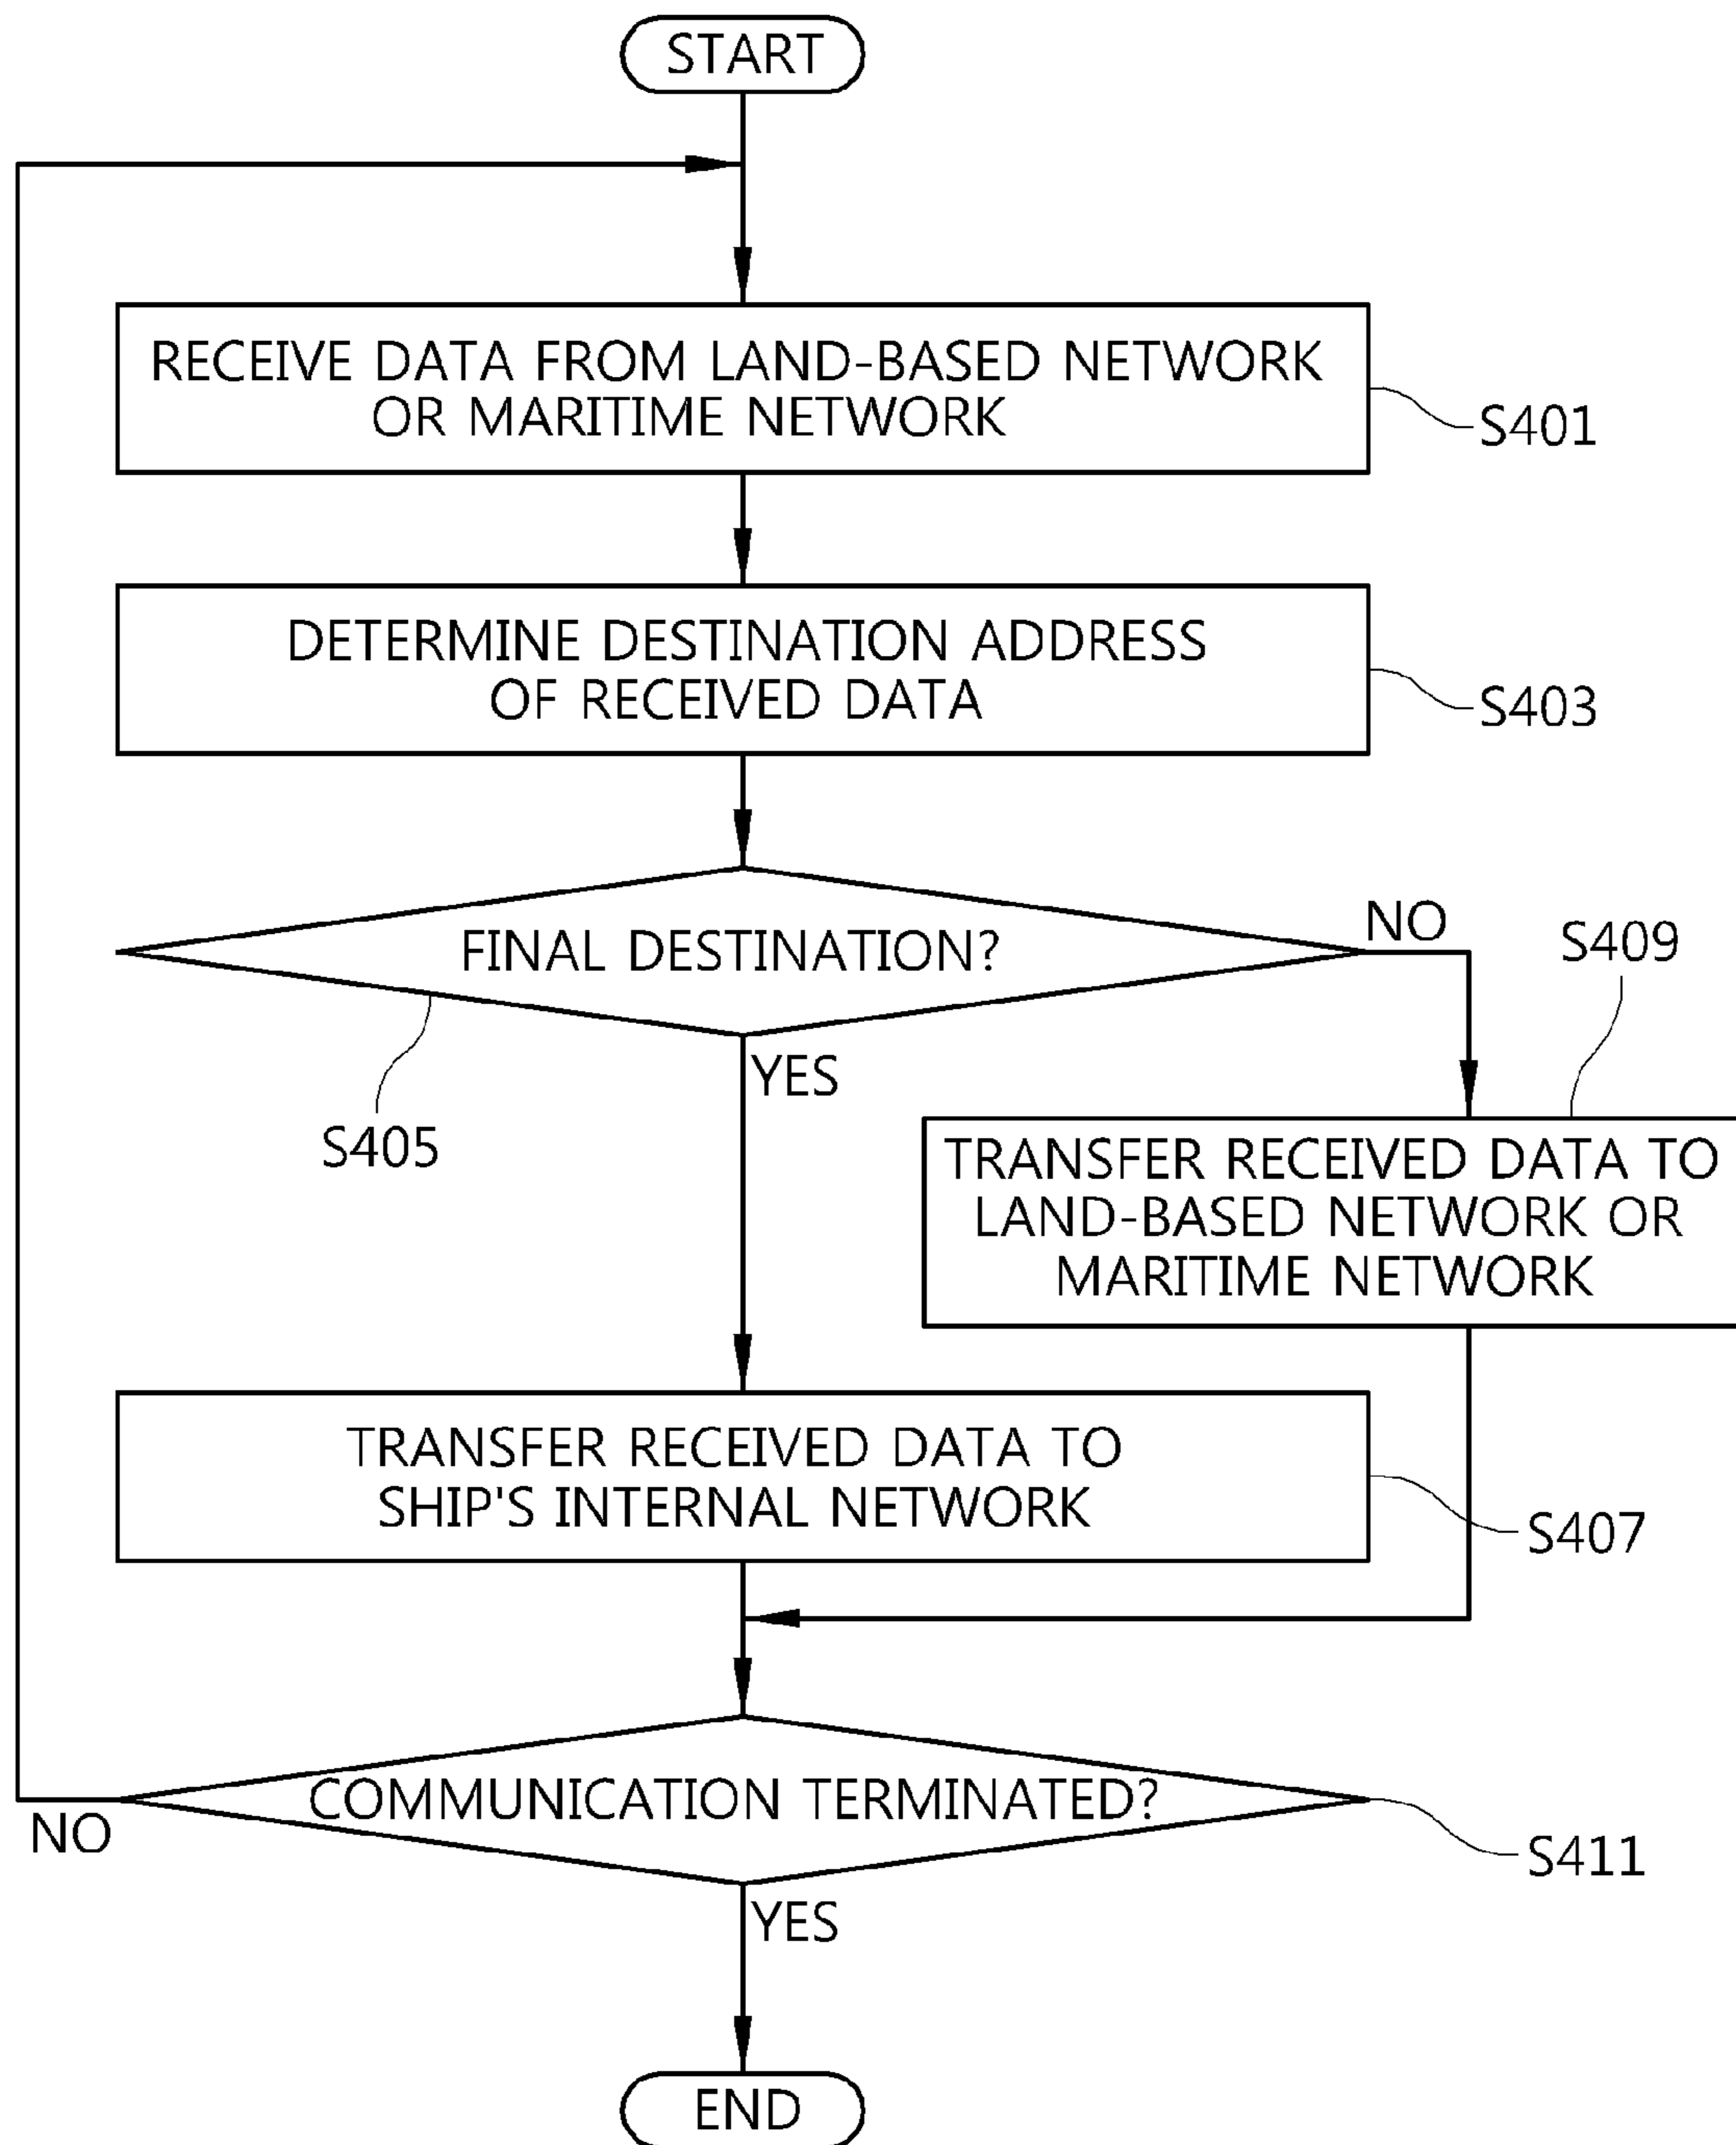 START
RECEIVE DATA FROM LAND-BASED NETWORK
OR MARITIME NETWORK
S401
DETERMINE DESTINATION ADDRESS
OF RECEIVED DATA
S403
FINAL DESTINATION?
NO
S409
YES
S405
TRANSFER RECEIVED DATA TO
LAND-BASED NETWORK OR
MARITIME NETWORK
TRANSFER RECEIVED DATA TO
SHIP'S INTERNAL NETWORK
S407
COMMUNICATION TERMINATED?
NO
S411
YES
END